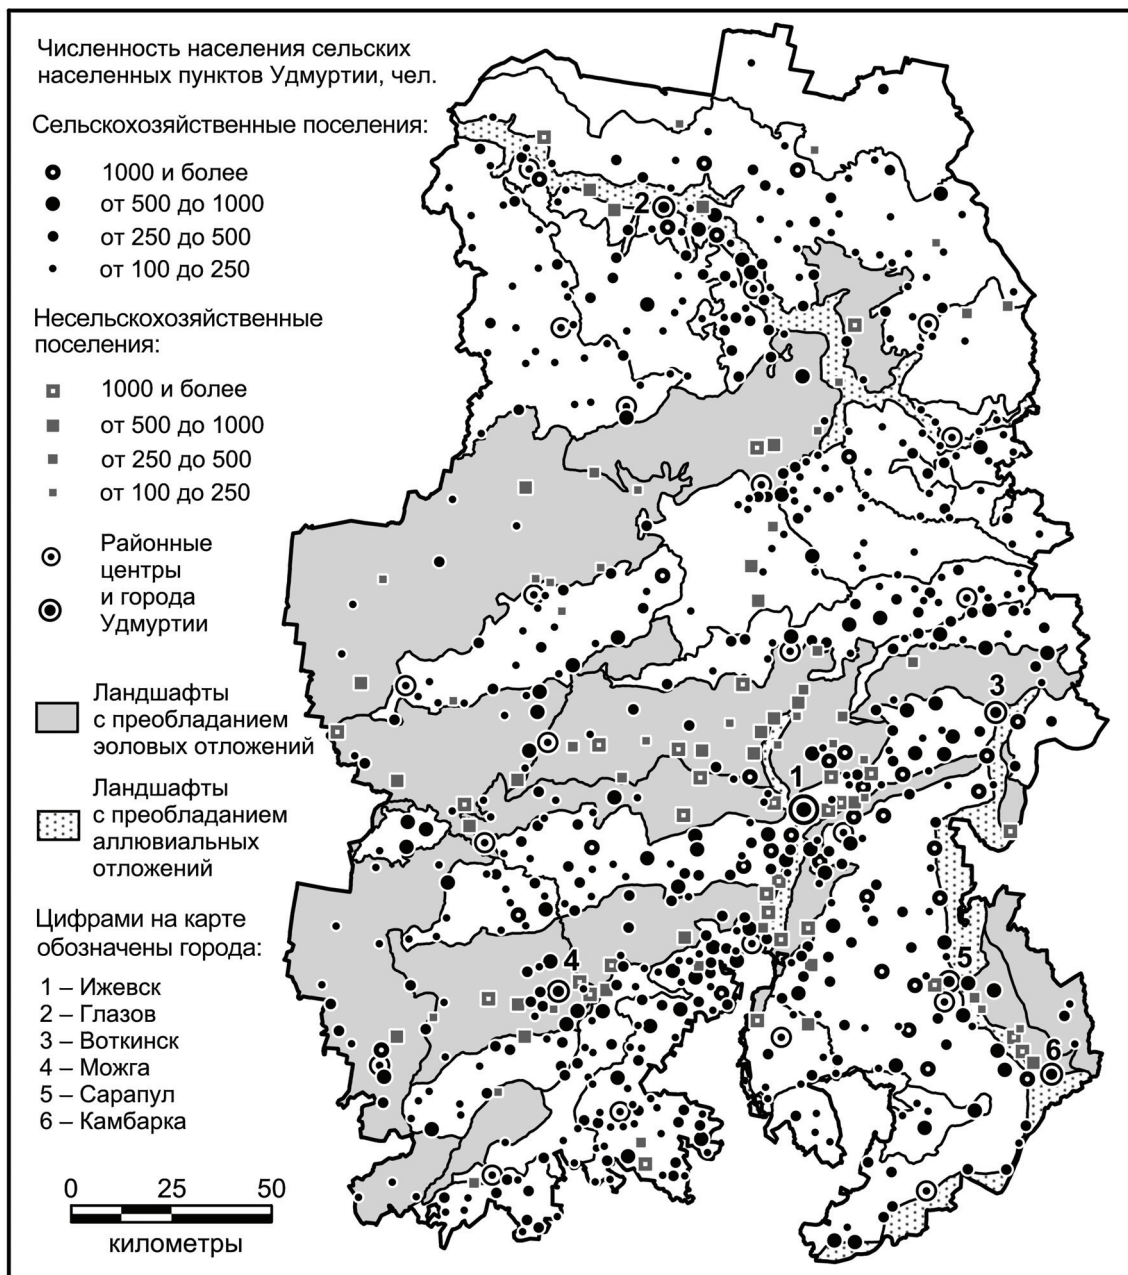 Численность населения сельских
населенных пунктов Удмуртии, чел.
Сельскохозяйственные поселения:
1000 и более
от 500 до 1000
от 250 до 500
от 100 до 250
Несельскохозяйственные
поселения:
1000 и более
от 500 до 1000
от 250 до 500
от 100 до 250
Районные
центры
и города
Удмуртии
Ландшафты
с преобладанием
эоловых отложений
Ландшафты
с преобладанием
аллювиальных
отложений
Цифрами на карте
обозначены города:
1 – Ижевск
2 – Глазов
3 – Воткинск
4 – Можга
5 – Сарапул
6 – Камбарка
0 25 50
километры
2
3
1
4
5
6